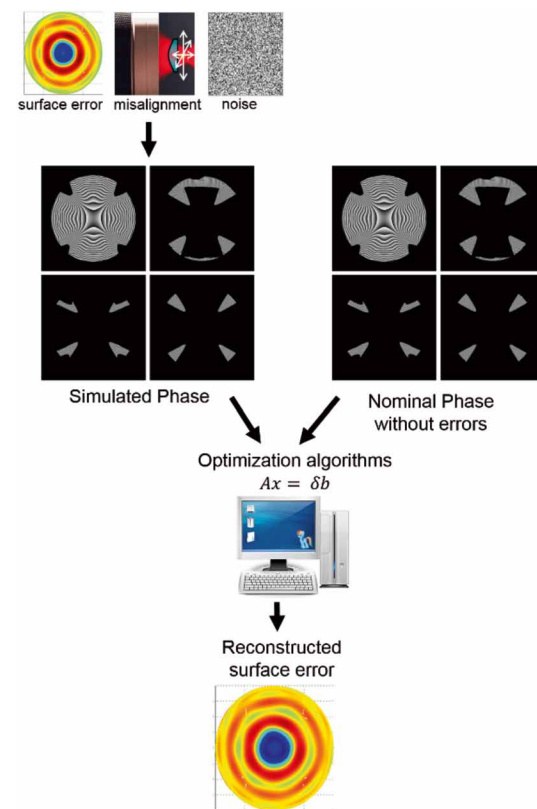 surface error misalignment noise
Simulated Phase
Nominal Phase
without errors
Optimization algorithms
Ax = δb
Reconstructed
surface error